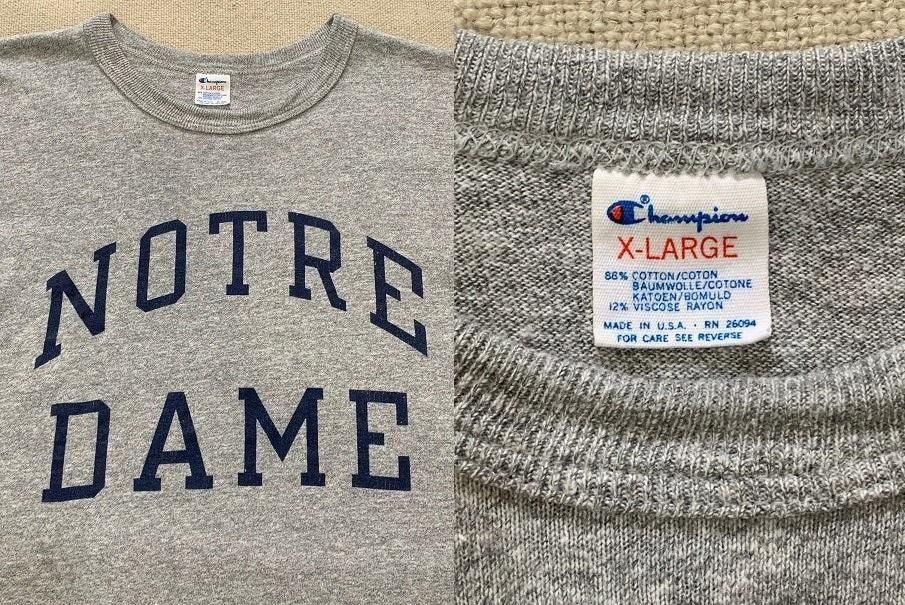 Champion
X-LARGE
NOTRE
DAME
Champion®
X-LARGE
88% COTTON/COTON
BAUMWOLLE/COTONE
KATOEN/BOMULD
12% VISCOSE RAYON
MADE IN U.S.A. · RN 26094
FOR CARE SEE REVERSE